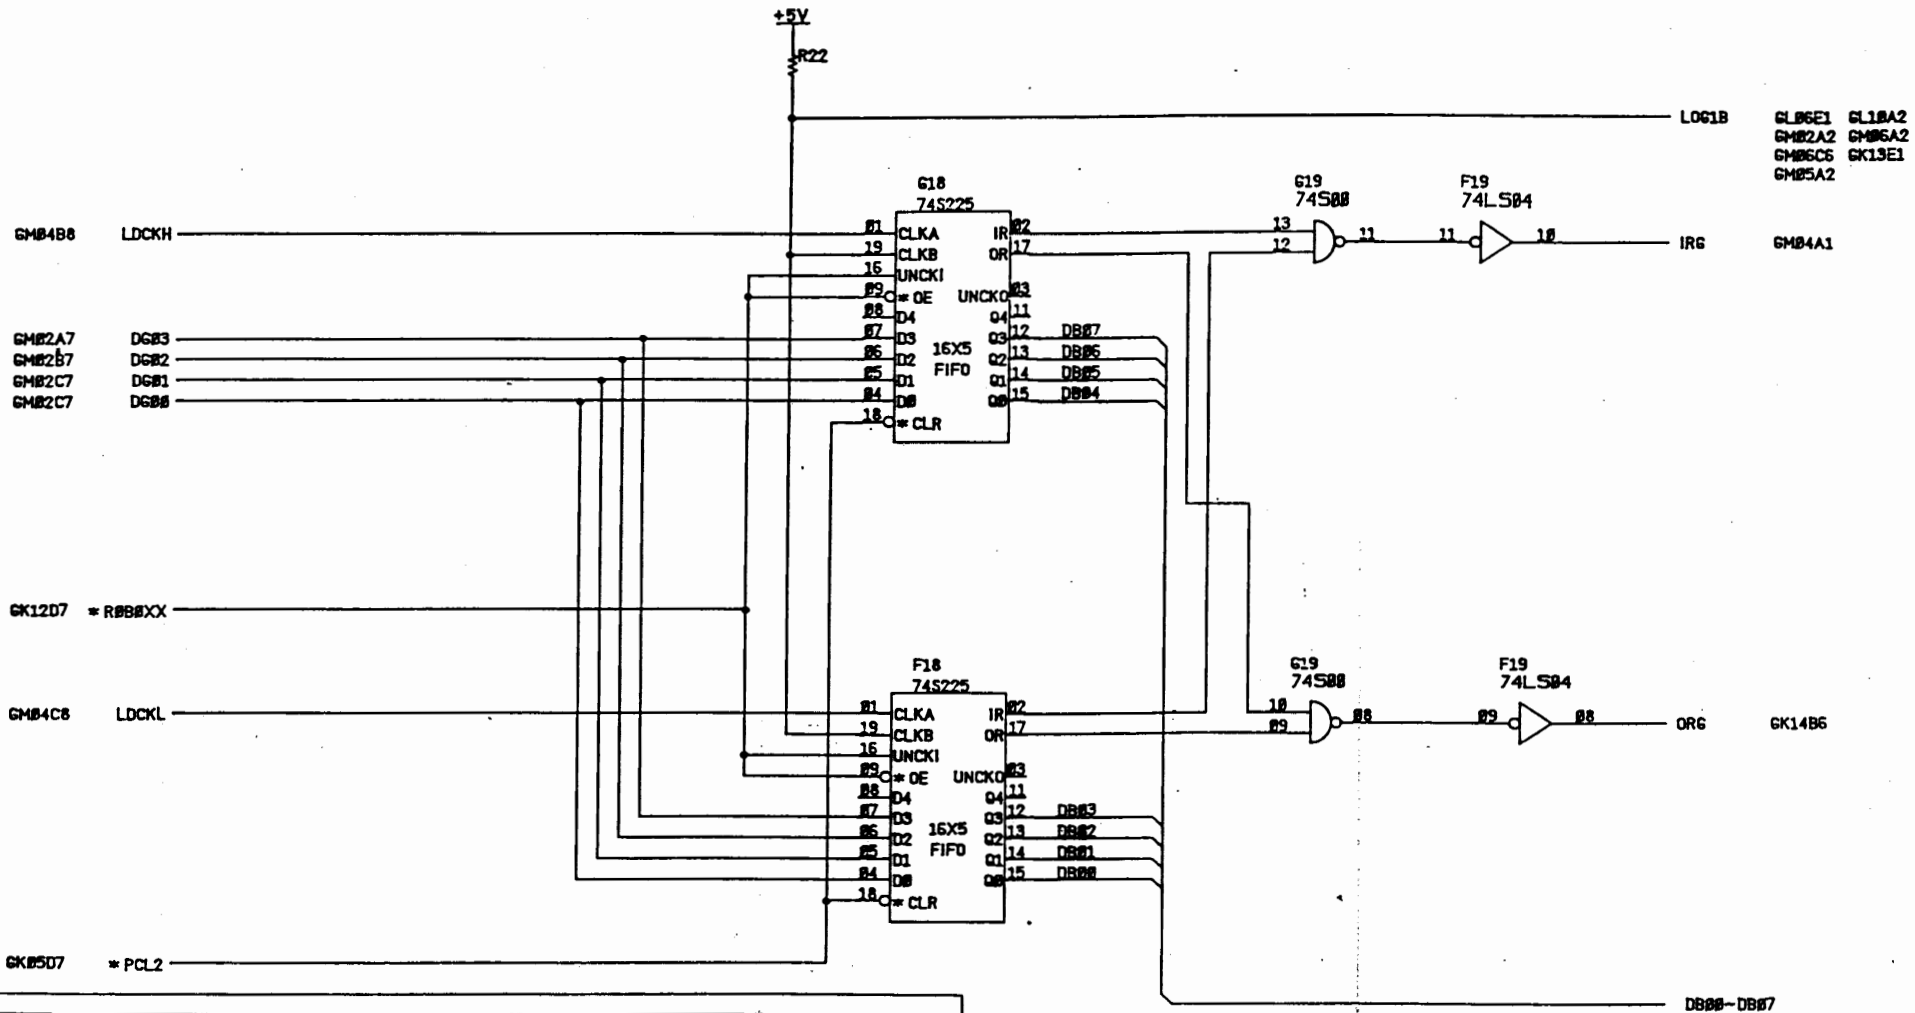 +5V
R22
LOG1B GL06E1 GL10A2
GM02A2 GM06A2
GM06C6 GK13E1
GM05A2
G18
74S225
G19
74S00
F19
74LS04
GM04B8 LDCKH 01 CLKA IR 02 13 11 11 10 IRG GM04A1
19 CLKB OR 17 12
16 UNCKI
09 * OE UNCKO 03
08 D4 Q4 11
GM02A7 DG03 07 D3 Q3 12 DB07
GM02B7 DG02 06 D2 16X5 Q2 13 DB06
GM02C7 DG01 05 D1 FIFO Q1 14 DB05
GM02C7 DG00 04 D0 Q0 15 DB04
18 * CLR
GK12D7 * R0B0XX
F18
74S225
G19
74S00
F19
74LS04
GM04C8 LDCKL 01 CLKA IR 02 10 08 09 08 ORG GK14B6
19 CLKB OR 17 09
16 UNCKI
09 * OE UNCKO 03
08 D4 Q4 11
07 D3 Q3 12 DB03
06 D2 16X5 Q2 13 DB02
05 D1 FIFO Q1 14 DB01
04 D0 Q0 15 DB00
18 * CLR
GK05D7 * PCL2
DB00~DB07